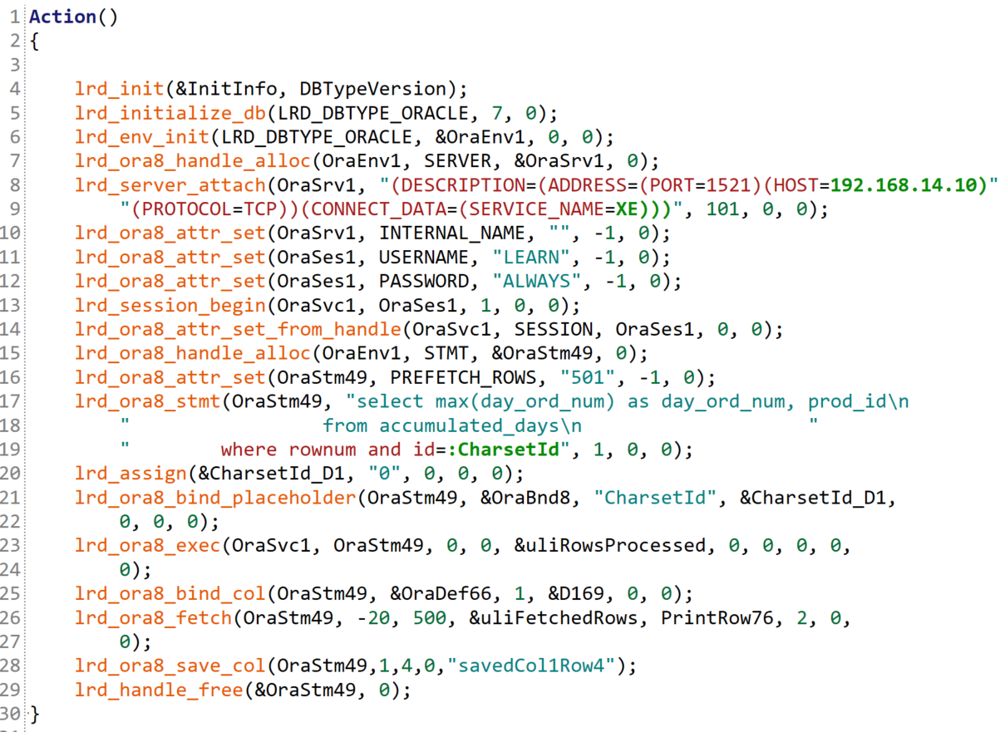 1 Action()
2 {
3
4     lrd_init(&InitInfo, DBTypeVersion);
5     lrd_initialize_db(LRD_DBTYPE_ORACLE, 7, 0);
6     lrd_env_init(LRD_DBTYPE_ORACLE, &OraEnv1, 0, 0);
7     lrd_ora8_handle_alloc(OraEnv1, SERVER, &OraSrv1, 0);
8     lrd_server_attach(OraSrv1, "(DESCRIPTION=(ADDRESS=(PORT=1521)(HOST=192.168.14.10)"
9         "(PROTOCOL=TCP))(CONNECT_DATA=(SERVICE_NAME=XE)))", 101, 0, 0);
10     lrd_ora8_attr_set(OraSrv1, INTERNAL_NAME, "", -1, 0);
11     lrd_ora8_attr_set(OraSes1, USERNAME, "LEARN", -1, 0);
12     lrd_ora8_attr_set(OraSes1, PASSWORD, "ALWAYS", -1, 0);
13     lrd_session_begin(OraSvc1, OraSes1, 1, 0, 0);
14     lrd_ora8_attr_set_from_handle(OraSvc1, SESSION, OraSes1, 0, 0);
15     lrd_ora8_handle_alloc(OraEnv1, STMT, &OraStm49, 0);
16     lrd_ora8_attr_set(OraStm49, PREFETCH_ROWS, "501", -1, 0);
17     lrd_ora8_stmt(OraStm49, "select max(day_ord_num) as day_ord_num, prod_id\n
18         "                 from accumulated_days\n                    "
19         "        where rownum and id=:CharsetId", 1, 0, 0);
20     lrd_assign(&CharsetId_D1, "0", 0, 0, 0);
21     lrd_ora8_bind_placeholder(OraStm49, &OraBnd8, "CharsetId", &CharsetId_D1,
22         0, 0, 0);
23     lrd_ora8_exec(OraSvc1, OraStm49, 0, 0, &uliRowsProcessed, 0, 0, 0, 0,
24         0);
25     lrd_ora8_bind_col(OraStm49, &OraDef66, 1, &D169, 0, 0);
26     lrd_ora8_fetch(OraStm49, -20, 500, &uliFetchedRows, PrintRow76, 2, 0,
27         0);
28     lrd_ora8_save_col(OraStm49,1,4,0,"savedCol1Row4");
29     lrd_handle_free(&OraStm49, 0);
30 }